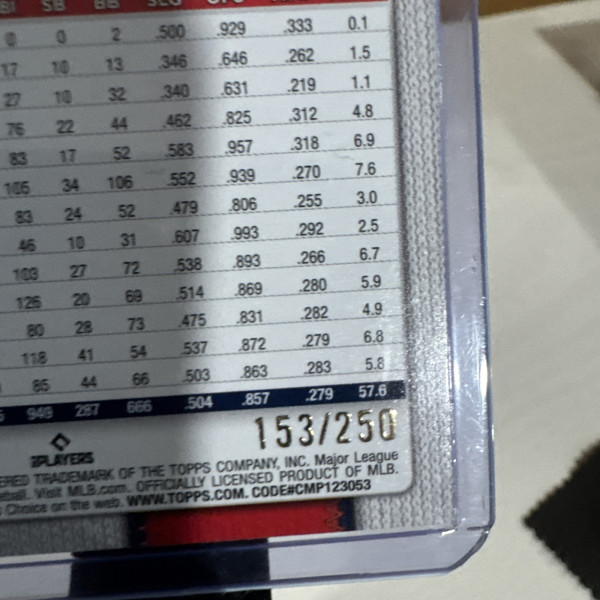 BI SB BB SLG
0 0 2 .500 .929 .333 0.1
17 10 13 .346 .646 .262 1.5
27 10 32 .340 .631 .219 1.1
76 22 44 .462 .825 .312 4.8
83 17 52 .583 .957 .318 6.9
105 34 106 .552 .939 .270 7.6
83 24 52 .479 .806 .255 3.0
46 10 31 .607 .993 .292 2.5
103 27 72 .538 .893 .266 6.7
126 20 69 .514 .869 .280 5.9
80 28 73 .475 .831 .282 4.9
118 41 54 .537 .872 .279 6.8
85 44 66 .503 .863 .283 5.8
949 287 666 .504 .857 .279 57.6
153/250
PLAYERS
ERED TRADEMARK OF THE TOPPS COMPANY, INC. Major League
eball. Visit MLB.com. OFFICIALLY LICENSED PRODUCT OF MLB.
Choice on the web. WWW.TOPPS.COM. CODE#CMP123053